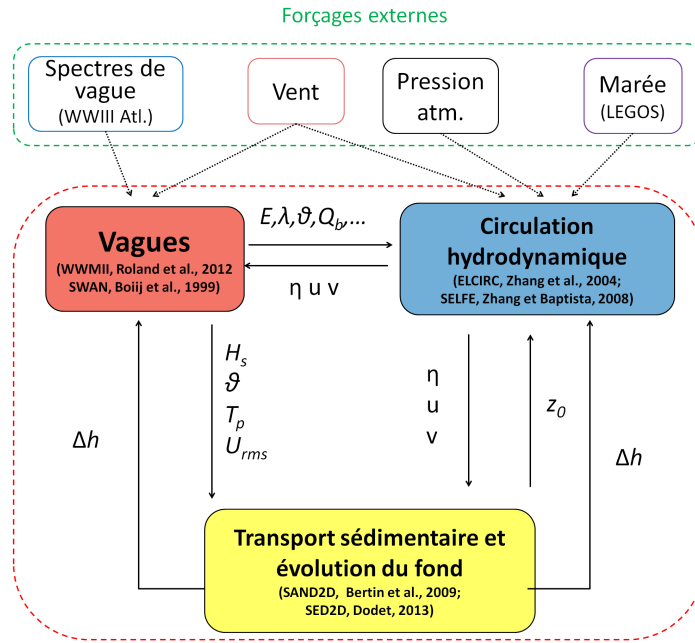 Forçages externes
Spectres de
vague
(WWIII Atl.)
Vent
Pression
atm.
Marée
(LEGOS)
Vagues
(WWMII, Roland et al., 2012
SWAN, Boiij et al., 1999)
E,λ,ϑ,Q_b,...
η u v
Circulation
hydrodynamique
(ELCIRC, Zhang et al., 2004;
SELFE, Zhang et Baptista, 2008)
H_s
ϑ
T_p
U_rms
η
u
v
z_0
Δh
Δh
Transport sédimentaire et
évolution du fond
(SAND2D, Bertin et al., 2009;
SED2D, Dodet, 2013)